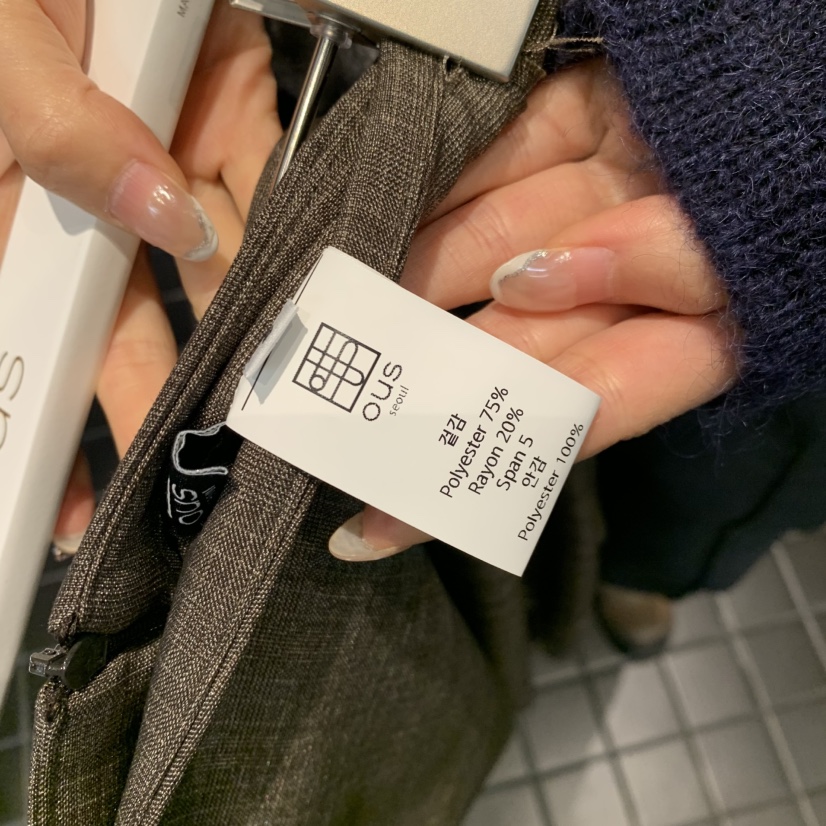 ous
seoul
겉감
Polyester 75%
Rayon 20%
Span 5
안감
Polyester 100%
ous